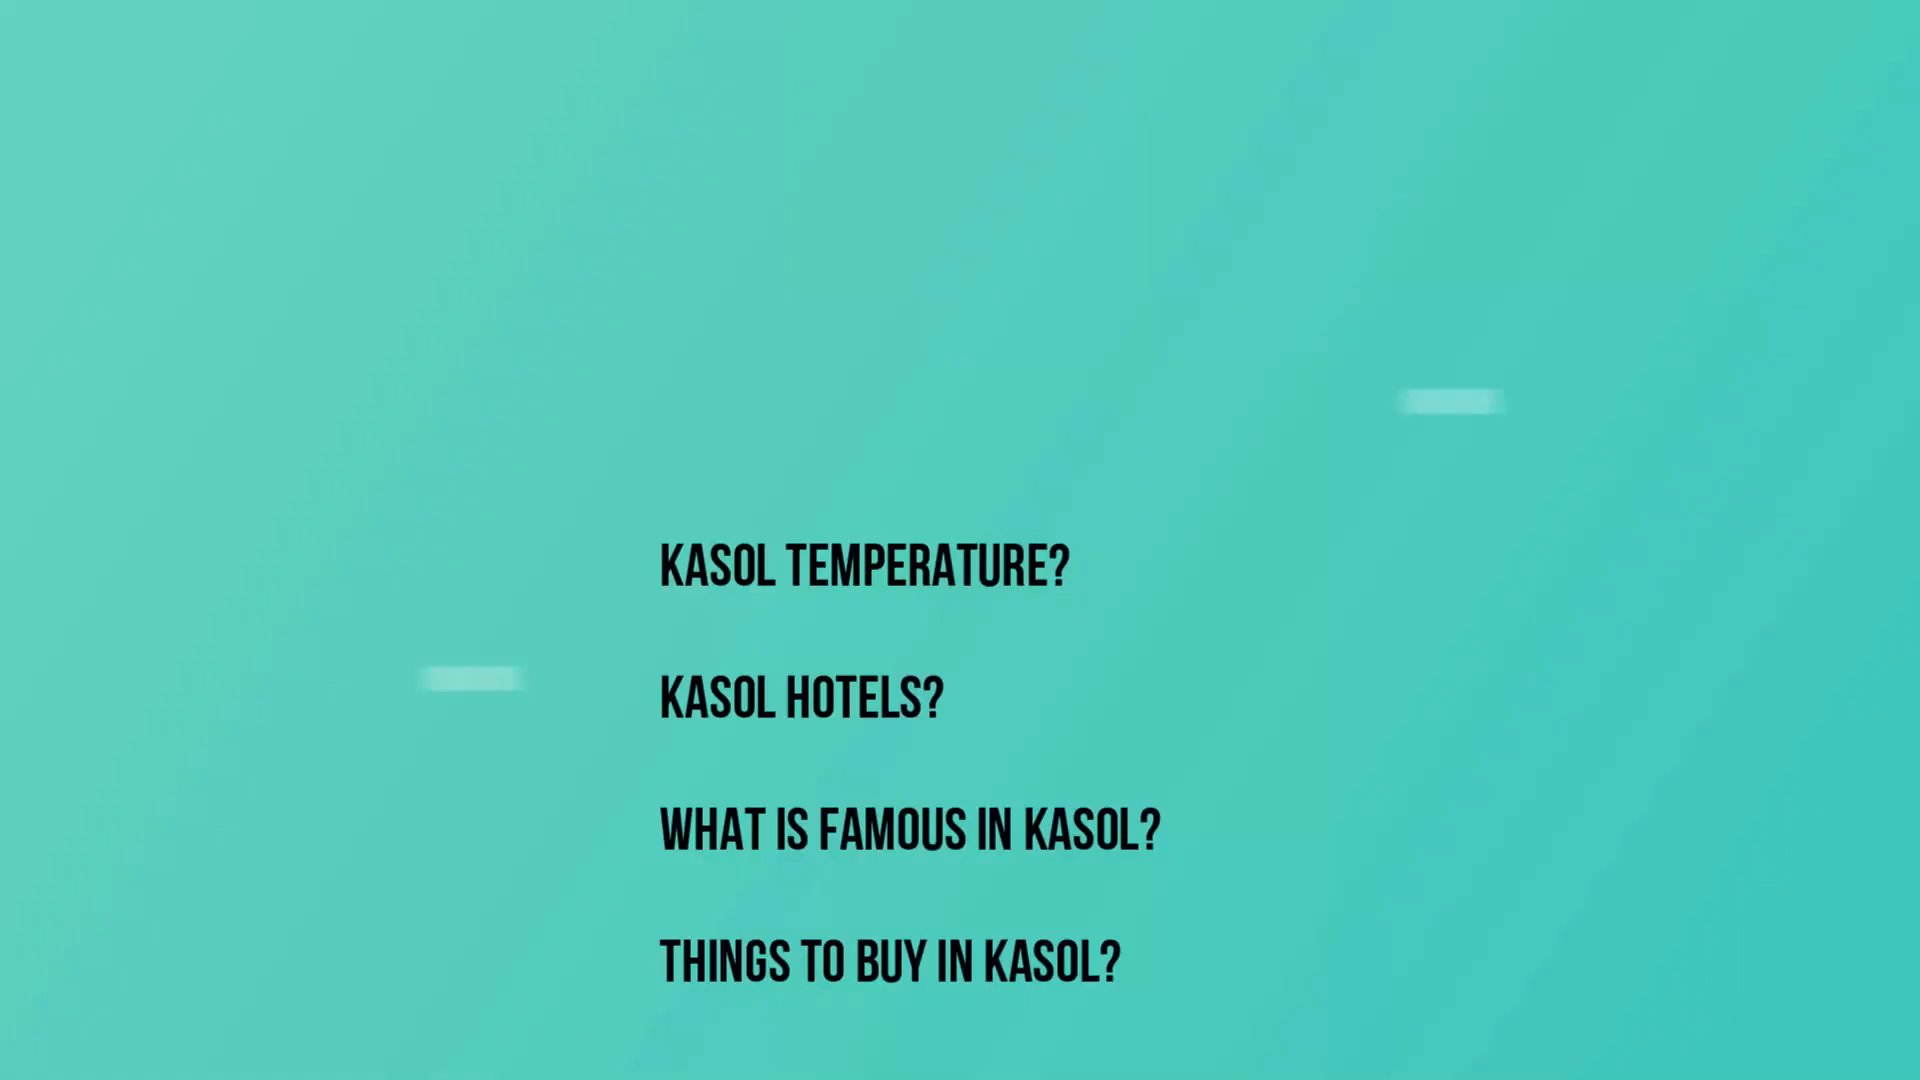 KASOL TEMPERATURE?
KASOL HOTELS?
WHAT IS FAMOUS IN KASOL?
THINGS TO BUY IN KASOL?